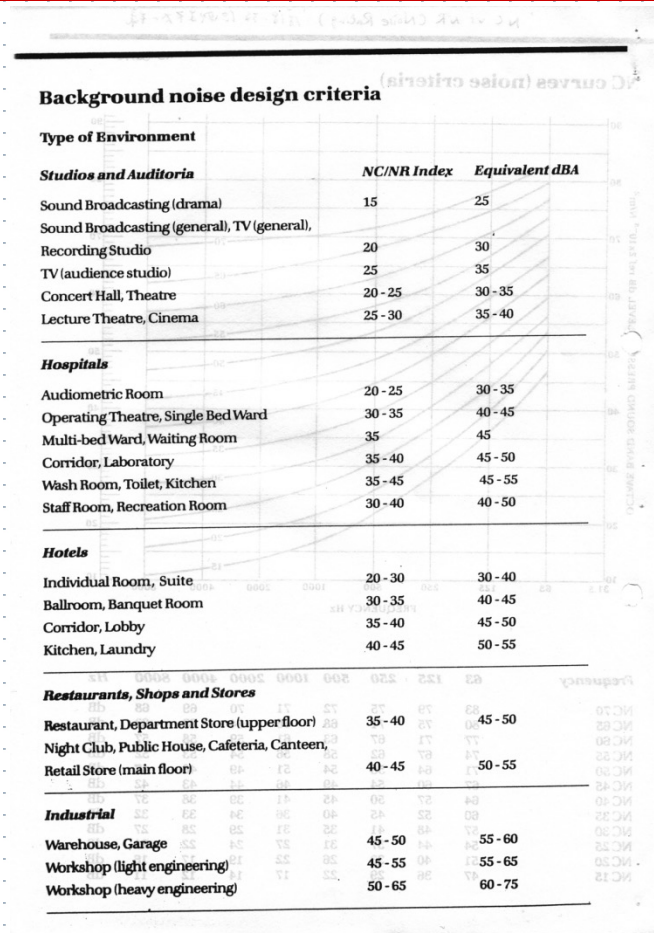 Background noise design criteria
Type of Environment
Studios and Auditoria NC/NR Index Equivalent dBA
Sound Broadcasting (drama) 15 25
Sound Broadcasting (general), TV (general),
Recording Studio 20 30
TV (audience studio) 25 35
Concert Hall, Theatre 20 - 25 30 - 35
Lecture Theatre, Cinema 25 - 30 35 - 40
Hospitals
Audiometric Room 20 - 25 30 - 35
Operating Theatre, Single Bed Ward 30 - 35 40 - 45
Multi-bed Ward, Waiting Room 35 45
Corridor, Laboratory 35 - 40 45 - 50
Wash Room, Toilet, Kitchen 35 - 45 45 - 55
Staff Room, Recreation Room 30 - 40 40 - 50
Hotels
Individual Room, Suite 20 - 30 30 - 40
Ballroom, Banquet Room 30 - 35 40 - 45
Corridor, Lobby 35 - 40 45 - 50
Kitchen, Laundry 40 - 45 50 - 55
Restaurants, Shops and Stores
Restaurant, Department Store (upper floor) 35 - 40 45 - 50
Night Club, Public House, Cafeteria, Canteen,
Retail Store (main floor) 40 - 45 50 - 55
Industrial
Warehouse, Garage 45 - 50 55 - 60
Workshop (light engineering) 45 - 55 55 - 65
Workshop (heavy engineering) 50 - 65 60 - 75